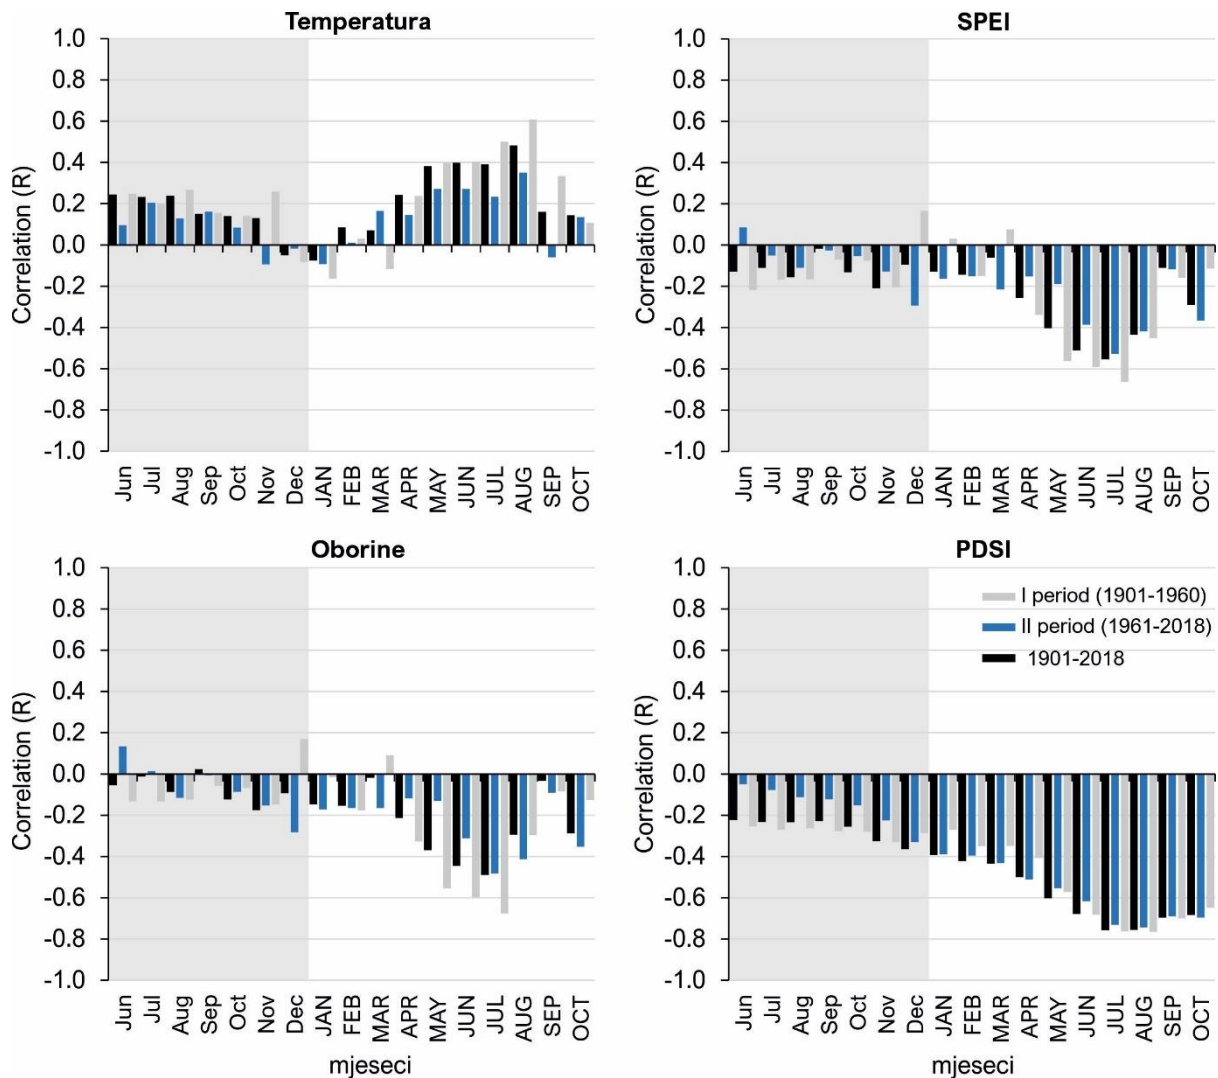 Temperatura
1.0
0.8
0.6
0.4
0.2
0.0
-0.2
-0.4
-0.6
-0.8
-1.0
Correlation (R)
Jun
Jul
Aug
Sep
Oct
Nov
Dec
JAN
FEB
MAR
APR
MAY
JUN
JUL
AUG
SEP
OCT
SPEI
1.0
0.8
0.6
0.4
0.2
0.0
-0.2
-0.4
-0.6
-0.8
-1.0
Correlation (R)
Jun
Jul
Aug
Sep
Oct
Nov
Dec
JAN
FEB
MAR
APR
MAY
JUN
JUL
AUG
SEP
OCT
Oborine
1.0
0.8
0.6
0.4
0.2
0.0
-0.2
-0.4
-0.6
-0.8
-1.0
Correlation (R)
Jun
Jul
Aug
Sep
Oct
Nov
Dec
JAN
FEB
MAR
APR
MAY
JUN
JUL
AUG
SEP
OCT
mjeseci
PDSI
1.0
0.8
0.6
0.4
0.2
0.0
-0.2
-0.4
-0.6
-0.8
-1.0
Correlation (R)
I period (1901-1960)
II period (1961-2018)
1901-2018
Jun
Jul
Aug
Sep
Oct
Nov
Dec
JAN
FEB
MAR
APR
MAY
JUN
JUL
AUG
SEP
OCT
mjeseci